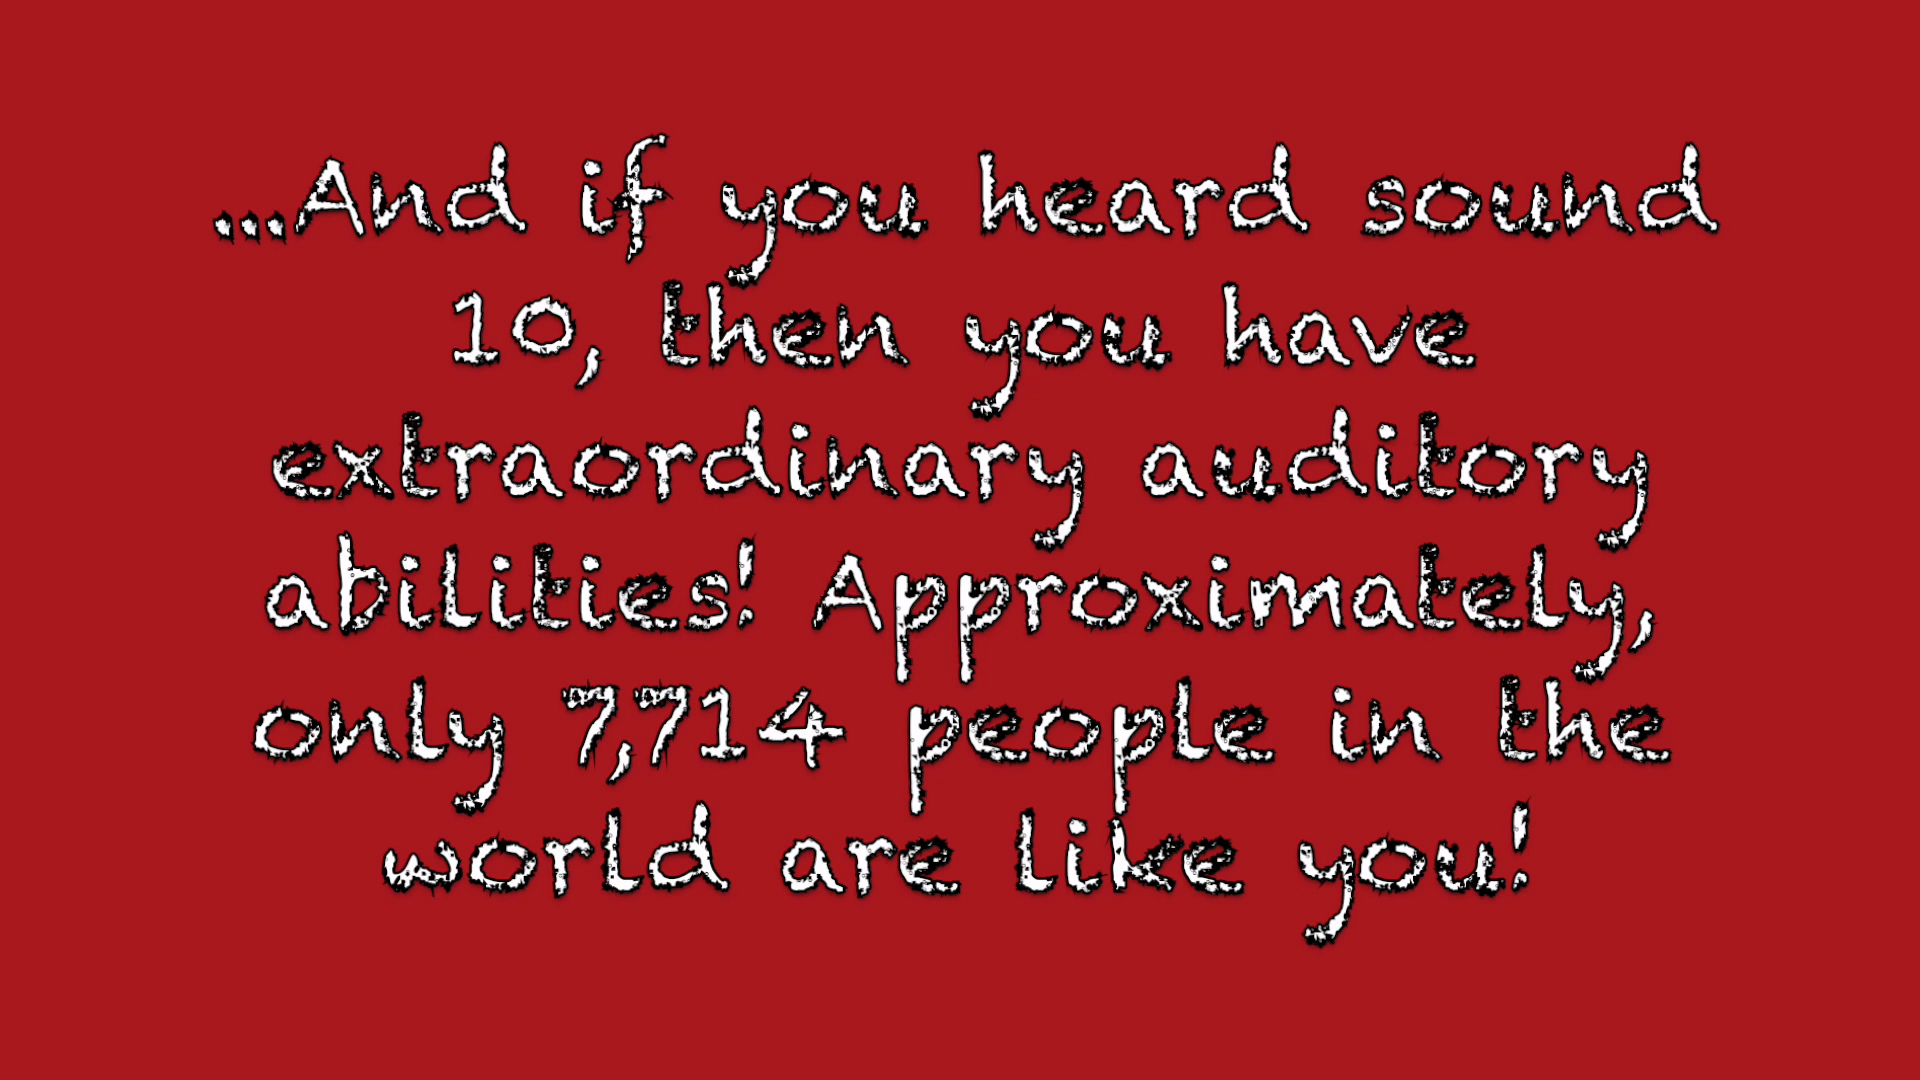 ...And if you heard sound
10, then you have
extraordinary auditory
abilities! Approximately,
only 7,714 people in the
world are like you!